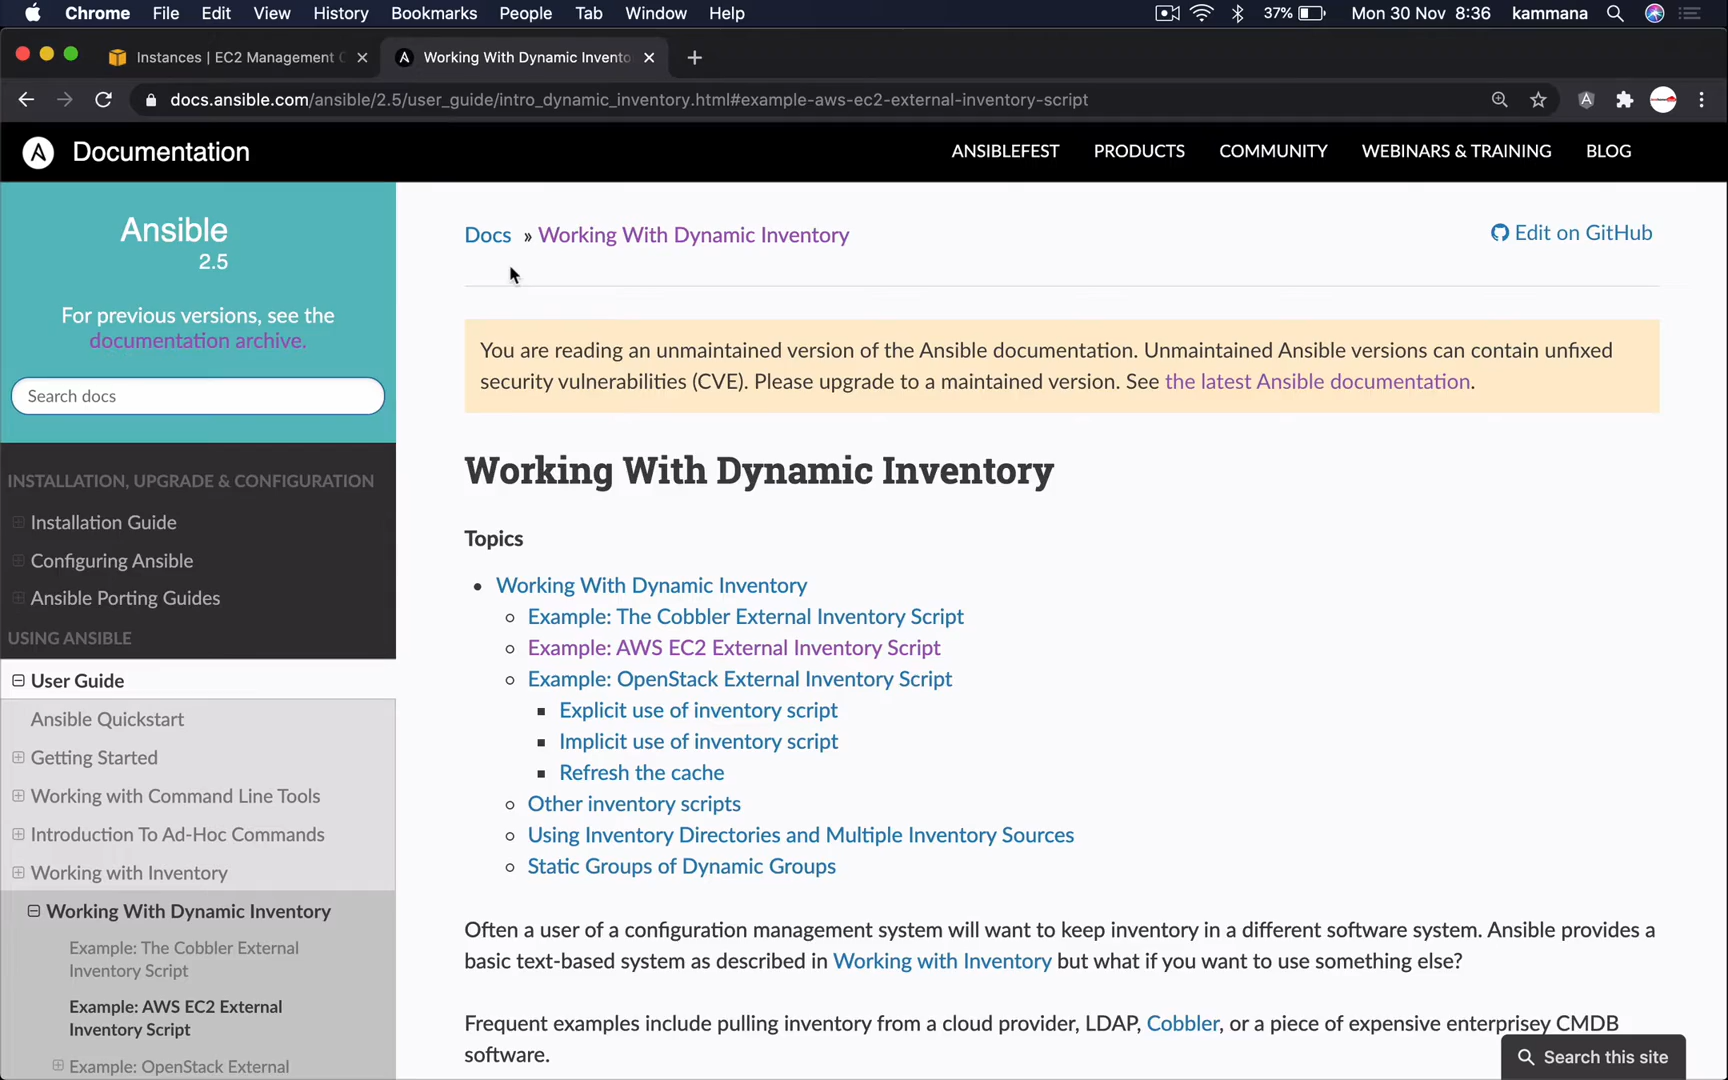 Chrome File Edit View History Bookmarks People Tab Window Help 37% Mon 30 Nov 8:36 kammana
Instances | EC2 Management C Working With Dynamic Invento
docs.ansible.com/ansible/2.5/user_guide/intro_dynamic_inventory.html#example-aws-ec2-external-inventory-script
Documentation ANSIBLEFEST PRODUCTS COMMUNITY WEBINARS & TRAINING BLOG
Ansible
2.5
For previous versions, see the
documentation archive.
Search docs
INSTALLATION, UPGRADE & CONFIGURATION
Installation Guide
Configuring Ansible
Ansible Porting Guides
USING ANSIBLE
User Guide
Ansible Quickstart
Getting Started
Working with Command Line Tools
Introduction To Ad-Hoc Commands
Working with Inventory
Working With Dynamic Inventory
Example: The Cobbler External
Inventory Script
Example: AWS EC2 External
Inventory Script
Example: OpenStack External
Docs » Working With Dynamic Inventory
Edit on GitHub
You are reading an unmaintained version of the Ansible documentation. Unmaintained Ansible versions can contain unfixed
security vulnerabilities (CVE). Please upgrade to a maintained version. See the latest Ansible documentation.
Working With Dynamic Inventory
Topics
• Working With Dynamic Inventory
◦ Example: The Cobbler External Inventory Script
◦ Example: AWS EC2 External Inventory Script
◦ Example: OpenStack External Inventory Script
▪ Explicit use of inventory script
▪ Implicit use of inventory script
▪ Refresh the cache
◦ Other inventory scripts
◦ Using Inventory Directories and Multiple Inventory Sources
◦ Static Groups of Dynamic Groups
Often a user of a configuration management system will want to keep inventory in a different software system. Ansible provides a
basic text-based system as described in Working with Inventory but what if you want to use something else?
Frequent examples include pulling inventory from a cloud provider, LDAP, Cobbler, or a piece of expensive enterprisey CMDB
software.
Search this site